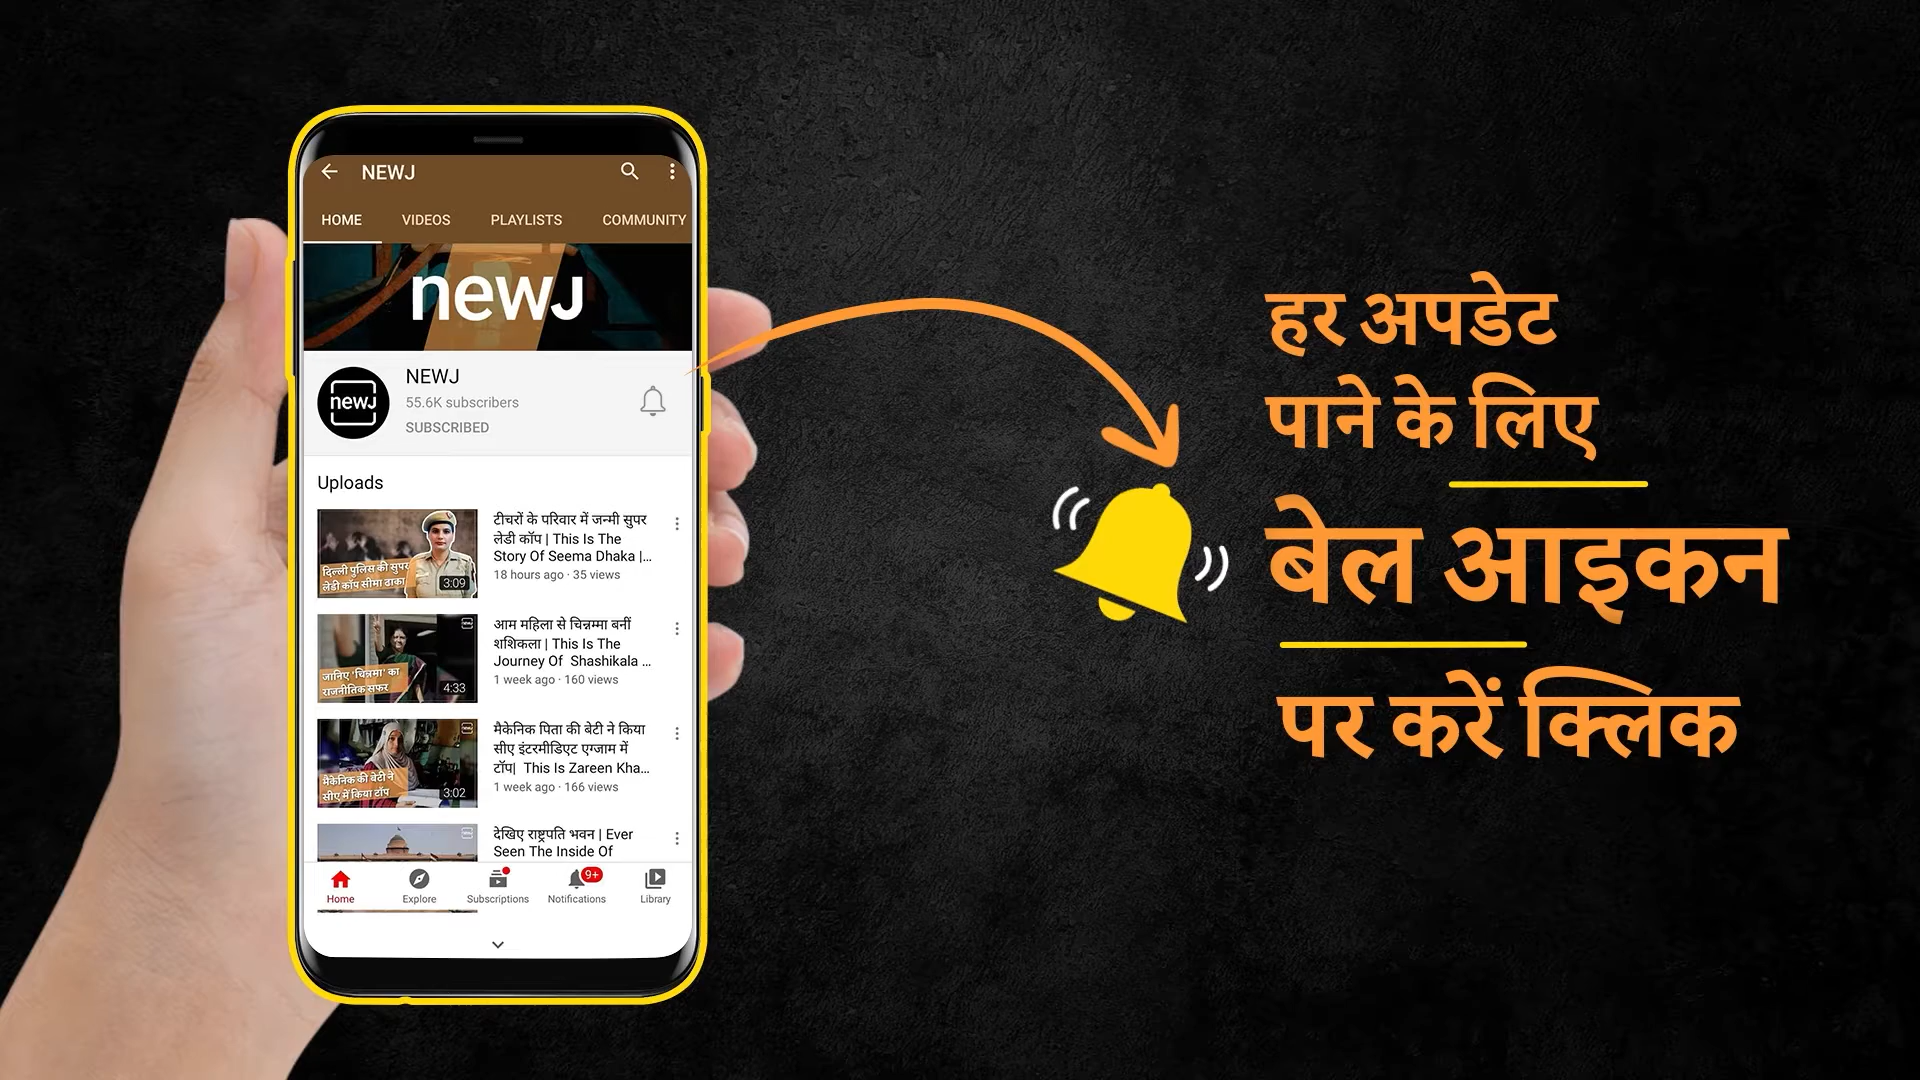 NEWJ
HOME VIDEOS PLAYLISTS COMMUNITY
newJ
newJ
NEWJ
55.6K subscribers
SUBSCRIBED
Uploads
दिल्ली पुलिस की सुपर
लेडी कॉप सीमा ढाका
3:09
टीचरों के परिवार में जन्मी सुपर
लेडी कॉप | This Is The
Story Of Seema Dhaka |...
18 hours ago · 35 views
जानिए 'चिन्नमा' का
राजनीतिक सफर
4:33
आम महिला से चिन्नम्मा बनीं
शशिकला | This Is The
Journey Of Shashikala ...
1 week ago · 160 views
मैकेनिक की बेटी ने
सीए में किया टॉप
3:02
मैकेनिक पिता की बेटी ने किया
सीए इंटरमीडिएट एग्जाम में
टॉप| This Is Zareen Kha...
1 week ago · 166 views
देखिए राष्ट्रपति भवन | Ever
Seen The Inside Of
9+
Home Explore Subscriptions Notifications Library
हर अपडेट
पाने के लिए
बेल आइकन
पर करें क्लिक